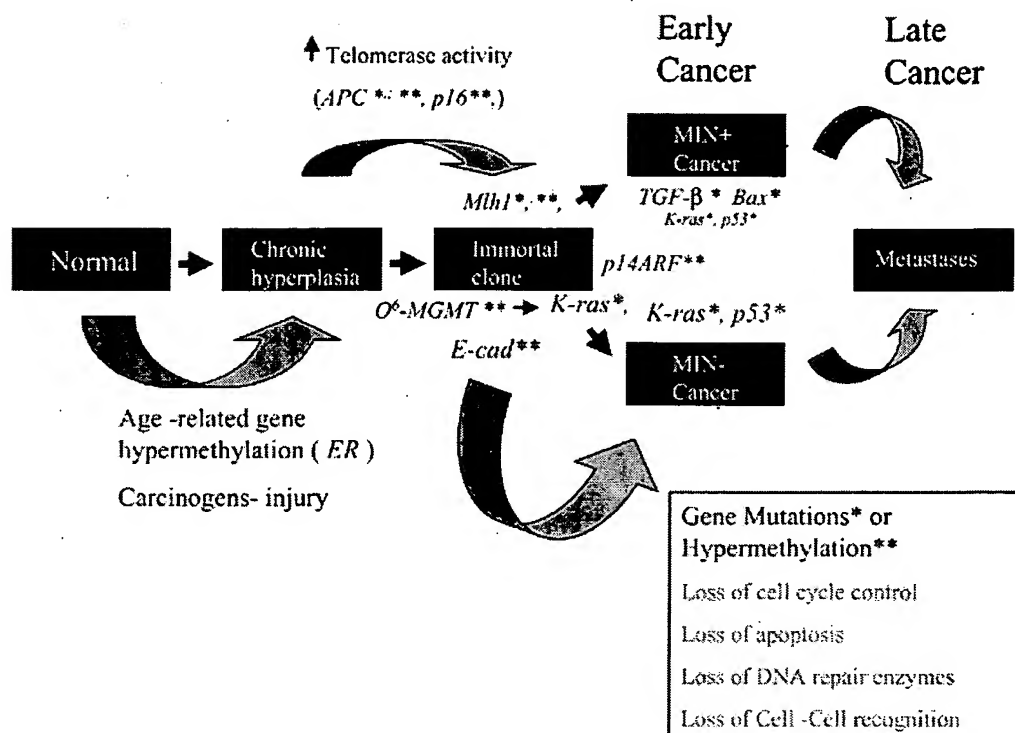 Early
Cancer
Late
Cancer
Telomerase activity
(APC *; **, p16**,)
MIN+
Cancer
Mlh1*; **,
TGF-β * Bax*
K-ras*, p53*
Normal
Chronic
hyperplasia
Immortal
clone
p14ARF**
Metastases
O⁶-MGMT **
K-ras*,
K-ras*, p53*
E-cad**
MIN-
Cancer
Age -related gene
hypermethylation ( ER )
Carcinogens- injury
Gene Mutations* or
Hypermethylation**
Loss of cell cycle control
Loss of apoptosis
Loss of DNA repair enzymes
Loss of Cell -Cell recognition